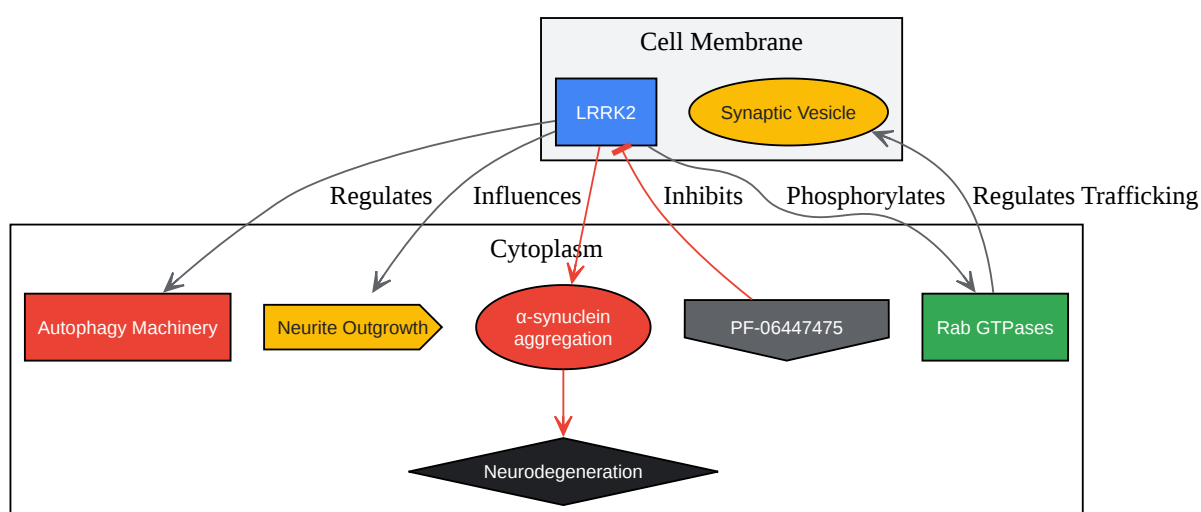 Cell Membrane
LRRK2
Synaptic Vesicle
Regulates
Influences
Inhibits
Phosphorylates
Regulates Trafficking
Cytoplasm
Autophagy Machinery
Neurite Outgrowth
α-synuclein
aggregation
PF-06447475
Rab GTPases
Neurodegeneration